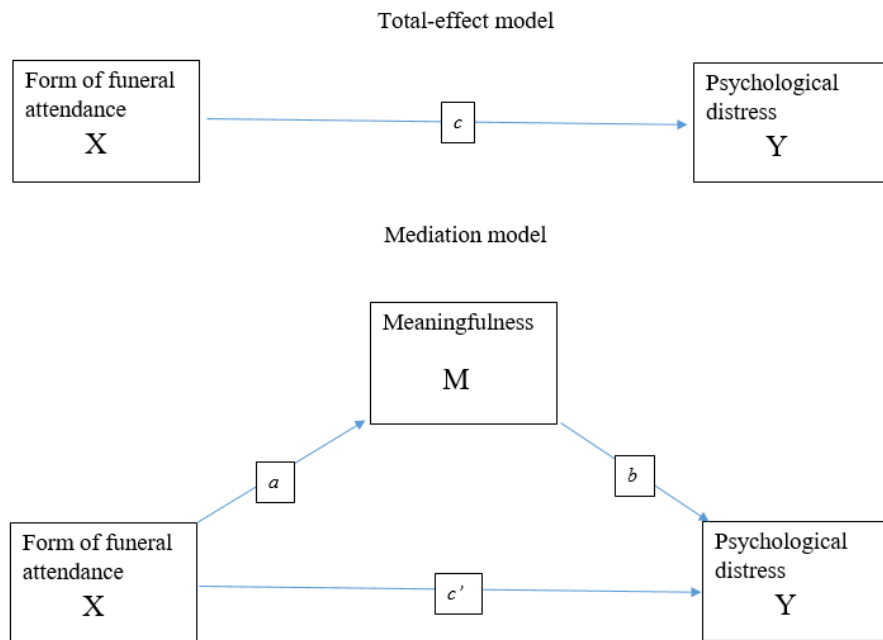 Total-effect model
Form of funeral
attendance
X
c
Psychological
distress
Y
Mediation model
Meaningfulness
M
a
b
Form of funeral
attendance
X
c’
Psychological
distress
Y